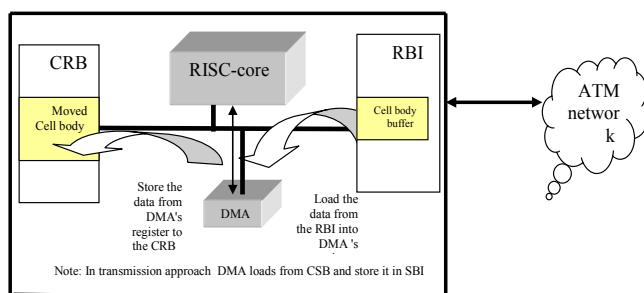 CRB
Moved
Cell body
RISC-core
RBI
Cell body
buffer
ATM
networ
k
Store the
data from
DMA's
register to
the CRB
DMA
Load the
data from
the RBI into
DMA 's
Note: In transmission approach DMA loads from CSB and store it in SBI